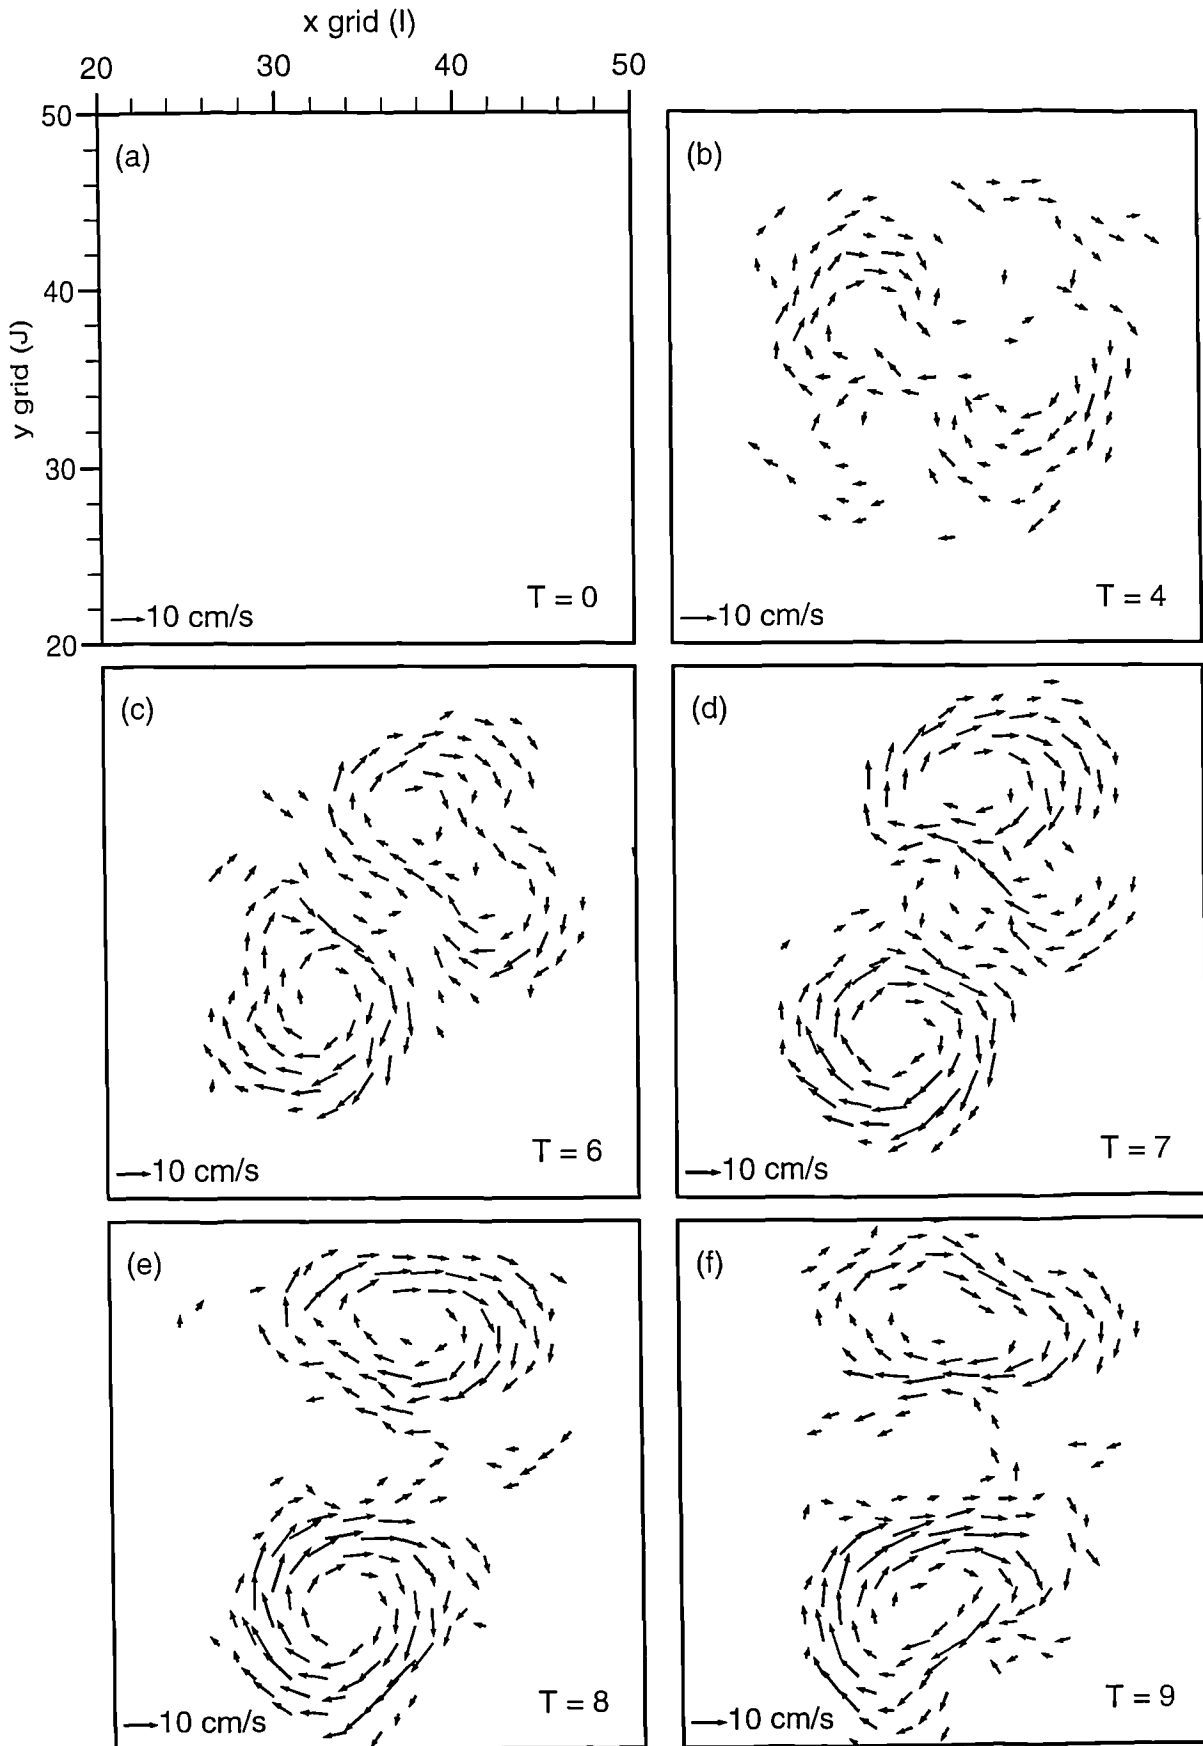 x grid (I)
20 30 40 50
50
40
30
20
y grid (J)
(a)
T = 0
10 cm/s
(b)
T = 4
10 cm/s
(c)
T = 6
10 cm/s
(d)
T = 7
10 cm/s
(e)
T = 8
10 cm/s
(f)
T = 9
10 cm/s